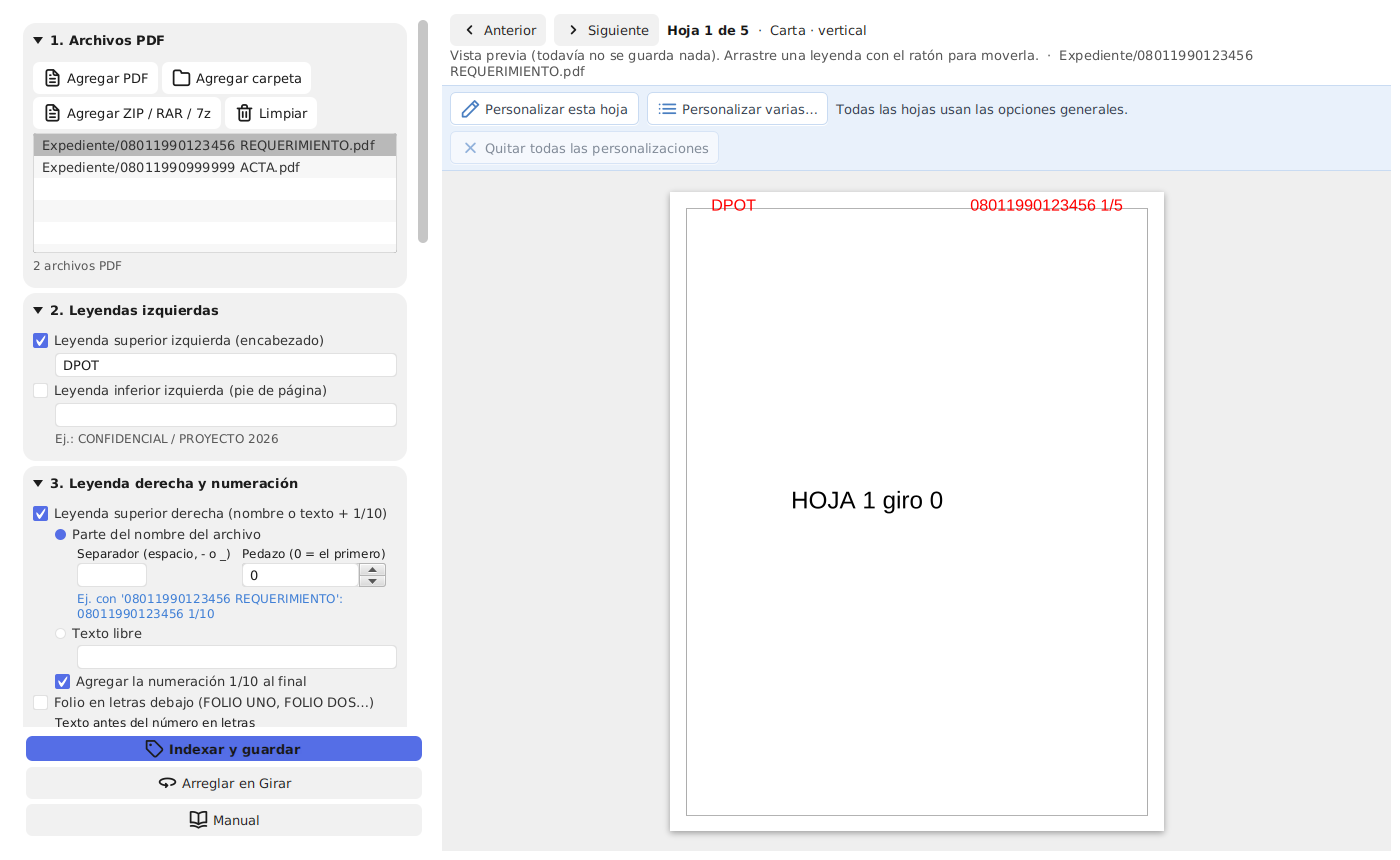 1. Archivos PDF
Agregar PDF
Agregar carpeta
Agregar ZIP / RAR / 7z
Limpiar
Expediente/08011990123456 REQUERIMIENTO.pdf
Expediente/08011990999999 ACTA.pdf
2 archivos PDF
2. Leyendas izquierdas
Leyenda superior izquierda (encabezado)
DPOT
Leyenda inferior izquierda (pie de página)
Ej.: CONFIDENCIAL / PROYECTO 2026
3. Leyenda derecha y numeración
Leyenda superior derecha (nombre o texto + 1/10)
Parte del nombre del archivo
Separador (espacio, - o _)
Pedazo (0 = el primero)
0
Ej. con '08011990123456 REQUERIMIENTO':
08011990123456 1/10
Texto libre
Agregar la numeración 1/10 al final
Folio en letras debajo (FOLIO UNO, FOLIO DOS...)
Texto antes del número en letras
Indexar y guardar
Arreglar en Girar
Manual
Anterior
Siguiente
Hoja 1 de 5 · Carta · vertical
Vista previa (todavía no se guarda nada). Arrastre una leyenda con el ratón para moverla. · Expediente/08011990123456
REQUERIMIENTO.pdf
Personalizar esta hoja
Personalizar varias...
Todas las hojas usan las opciones generales.
Quitar todas las personalizaciones
DPOT
08011990123456 1/5
HOJA 1 giro 0